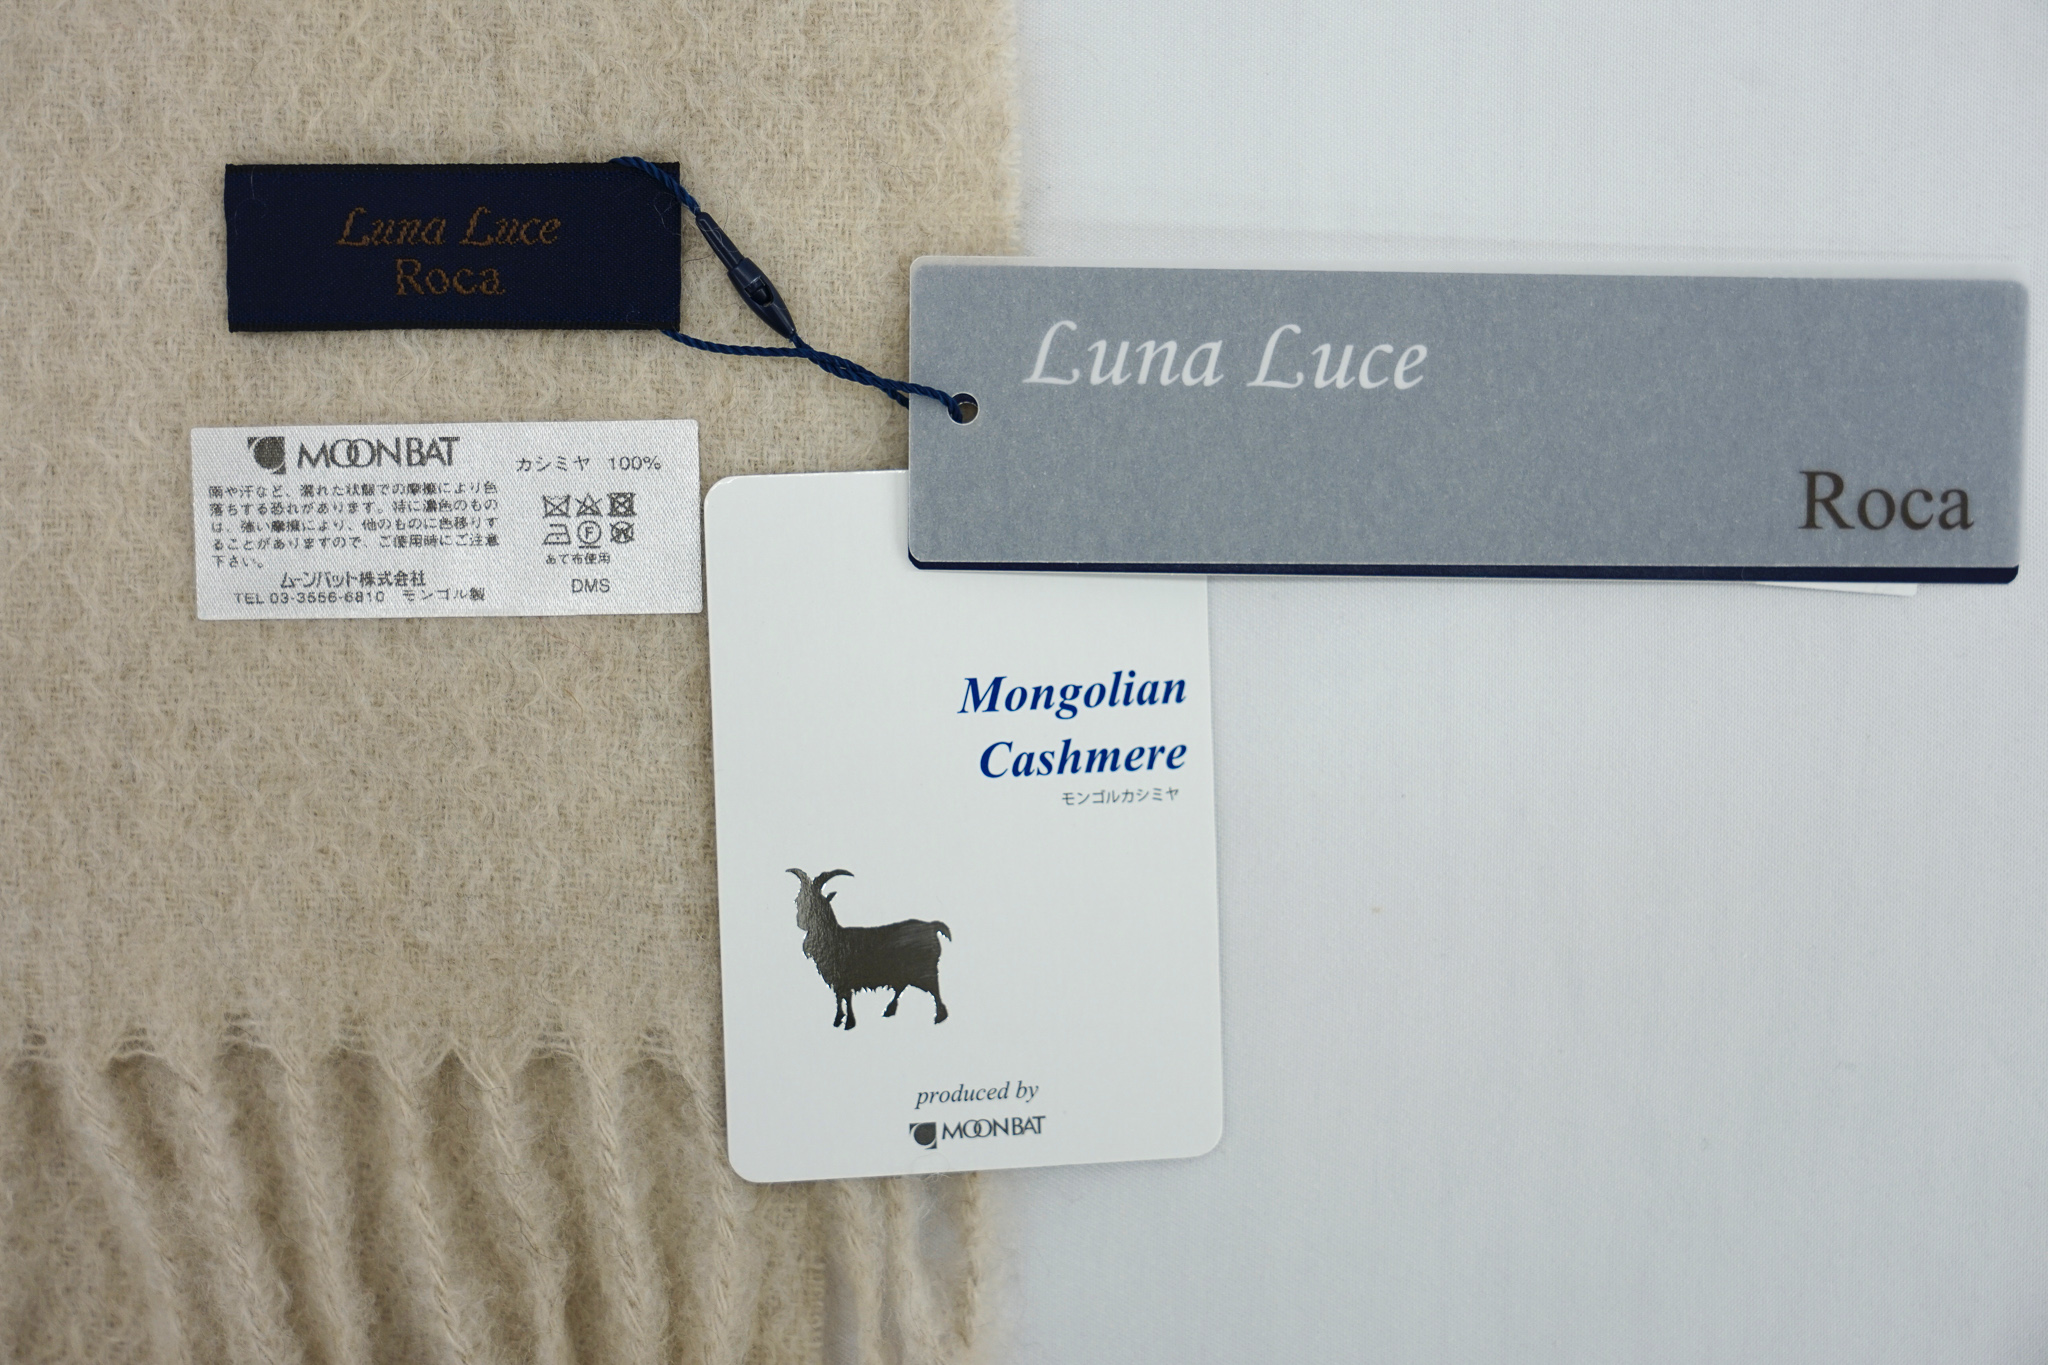 Luna Luce
Roca
MOONBAT
カシミヤ 100%
雨や汗など、濡れた状態での摩擦により色
落ちする恐れがあります。特に濃色のもの
は、強い摩擦により、他のものに色移りす
ることがありますので、ご使用時にご注意
下さい。
F
あて布使用
ムーンバット株式会社
TEL 03-3556-6810 モンゴル製
DMS
Luna Luce
Roca
Mongolian
Cashmere
モンゴルカシミヤ
produced by
MOONBAT